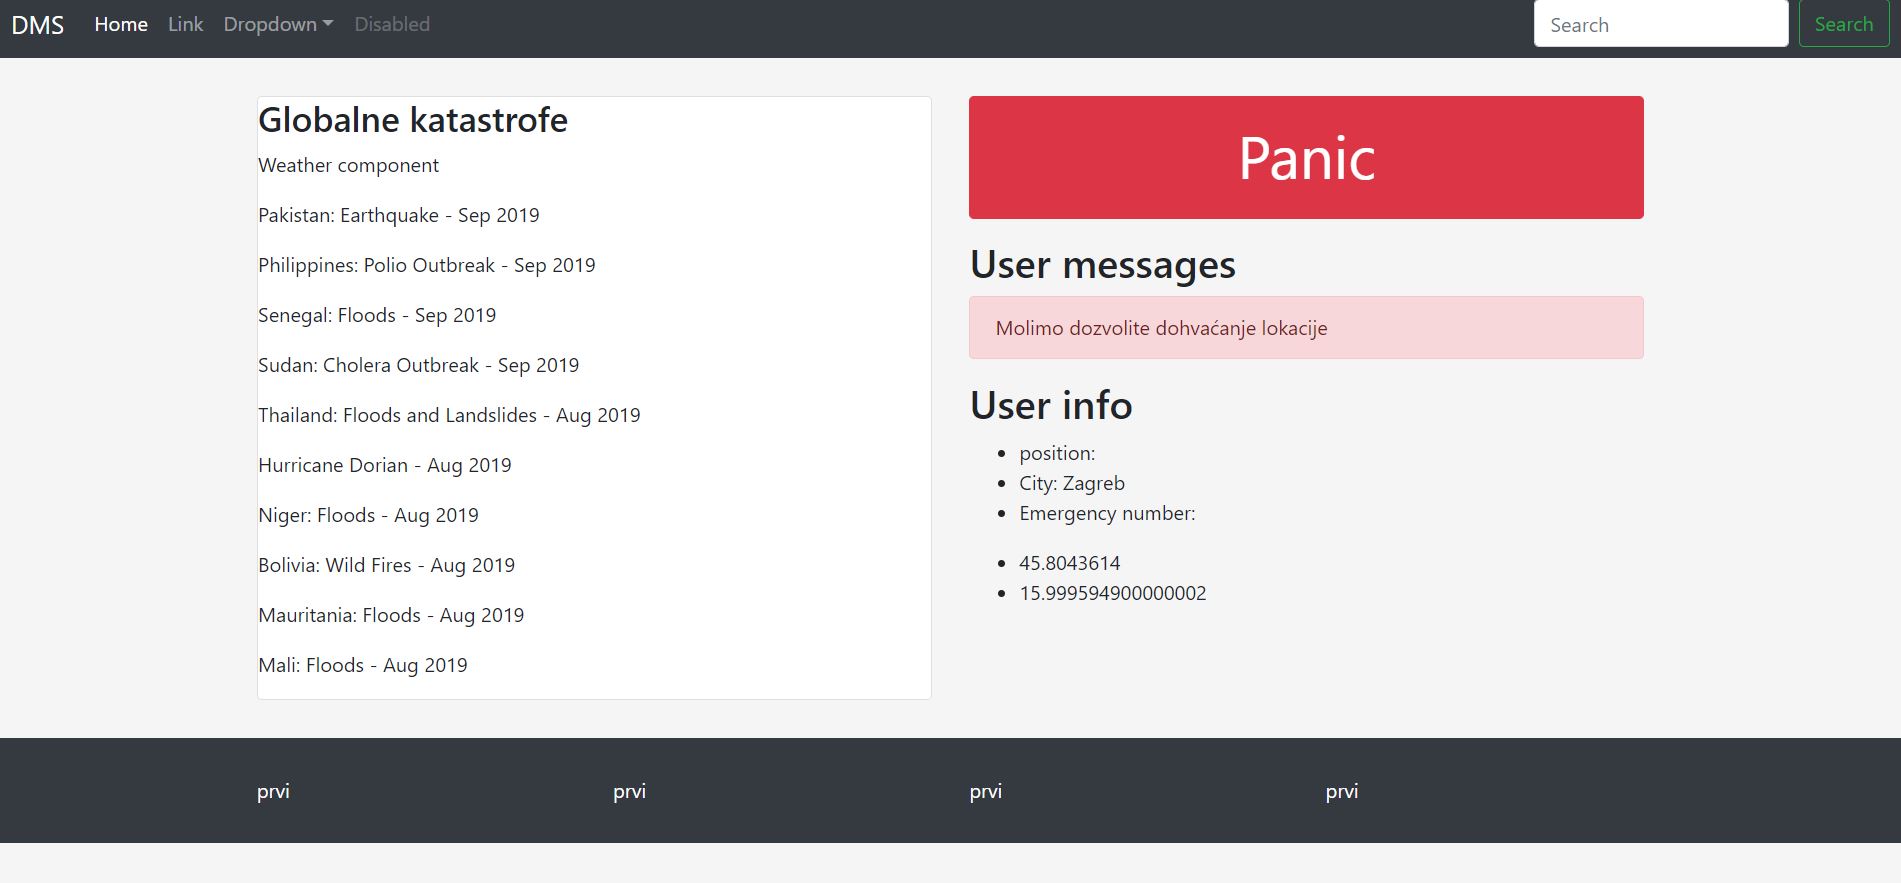 DMS Home Link Dropdown Disabled Search Search
Globalne katastrofe
Weather component
Pakistan: Earthquake - Sep 2019
Philippines: Polio Outbreak - Sep 2019
Senegal: Floods - Sep 2019
Sudan: Cholera Outbreak - Sep 2019
Thailand: Floods and Landslides - Aug 2019
Hurricane Dorian - Aug 2019
Niger: Floods - Aug 2019
Bolivia: Wild Fires - Aug 2019
Mauritania: Floods - Aug 2019
Mali: Floods - Aug 2019
Panic
User messages
Molimo dozvolite dohvaćanje lokacije
User info
position:
City: Zagreb
Emergency number:
45.8043614
15.999594900000002
prvi prvi prvi prvi